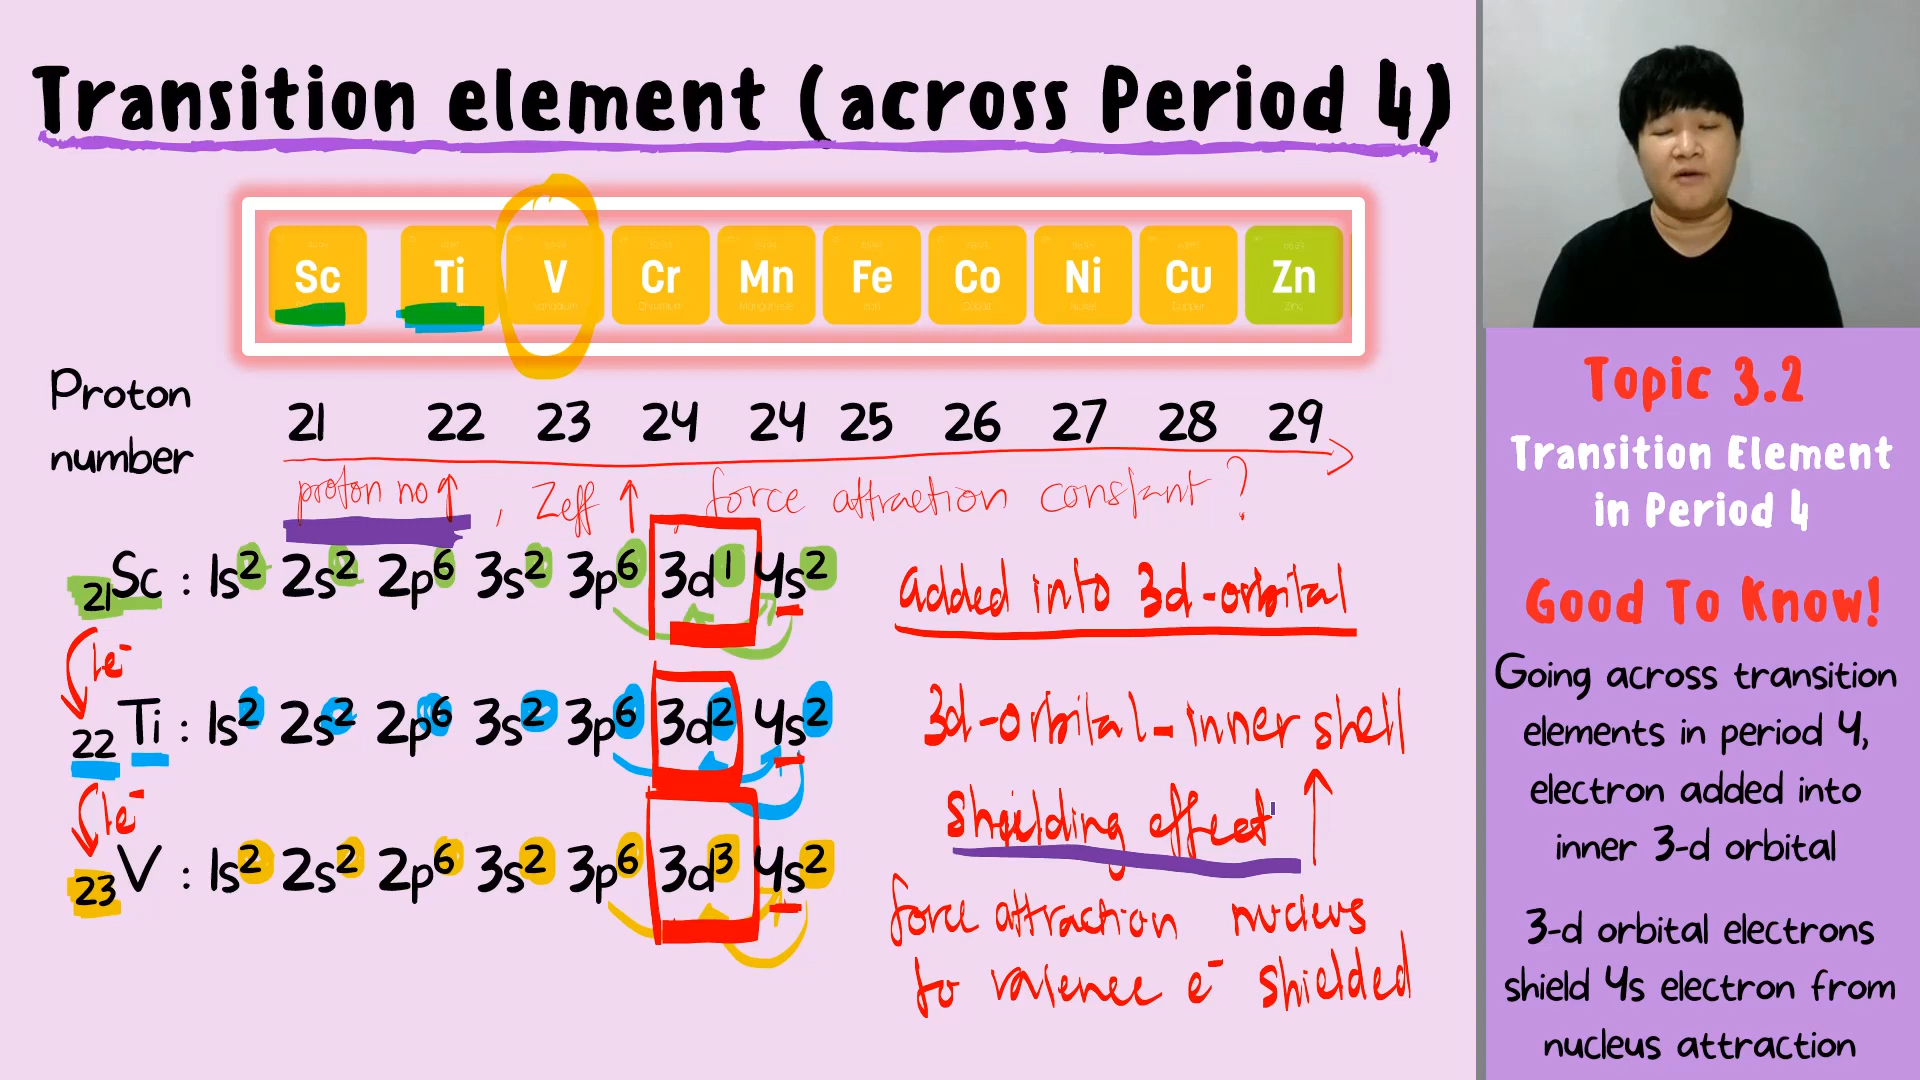 Transition element (across Period 4)
Sc Ti V Cr Mn Fe Co Ni Cu Zn
Proton number
21 22 23 24 24 25 26 27 28 29
proton no ↑ , Zeff ↑ , force attraction constant ?
21Sc : 1s2 2s2 2p6 3s2 3p6 3d1 4s2
1e-
22Ti : 1s2 2s2 2p6 3s2 3p6 3d2 4s2
1e-
23V : 1s2 2s2 2p6 3s2 3p6 3d3 4s2
added into 3d-orbital
3d-orbital-inner shell
shielding effect ↑
force attraction nucleus
to valence e- shielded
Topic 3.2
Transition Element
in Period 4
Good To Know!
Going across transition
elements in period 4,
electron added into
inner 3-d orbital
3-d orbital electrons
shield 4s electron from
nucleus attraction